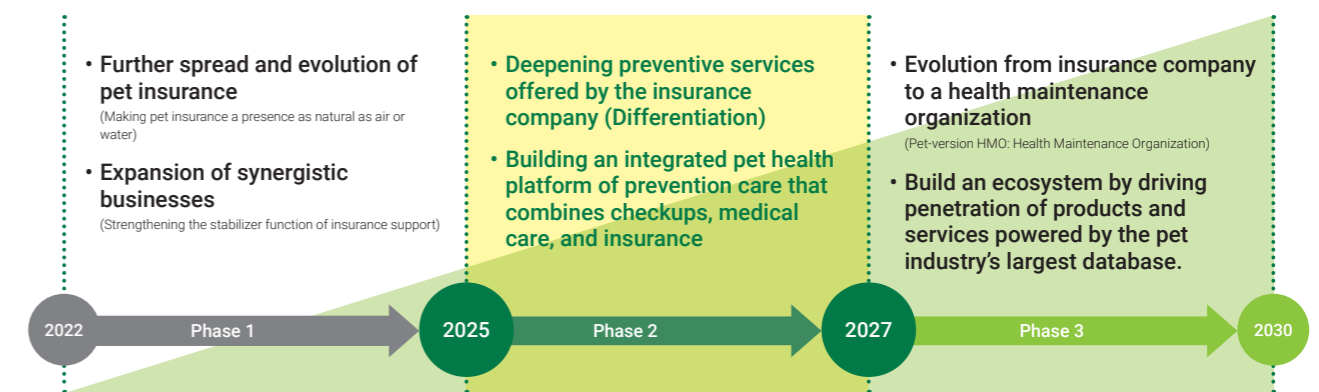 • Further spread and evolution of
pet insurance
(Making pet insurance a presence as natural as air or
water)
• Expansion of synergistic
businesses
(Strengthening the stabilizer function of insurance support)
• Deepening preventive services
offered by the insurance
company (Differentiation)
• Building an integrated pet health
platform of prevention care that
combines checkups, medical
care, and insurance
• Evolution from insurance company
to a health maintenance
organization
(Pet-version HMO: Health Maintenance Organization)
• Build an ecosystem by driving
penetration of products and
services powered by the pet
industry's largest database.
2022
Phase 1
2025
Phase 2
2027
Phase 3
2030